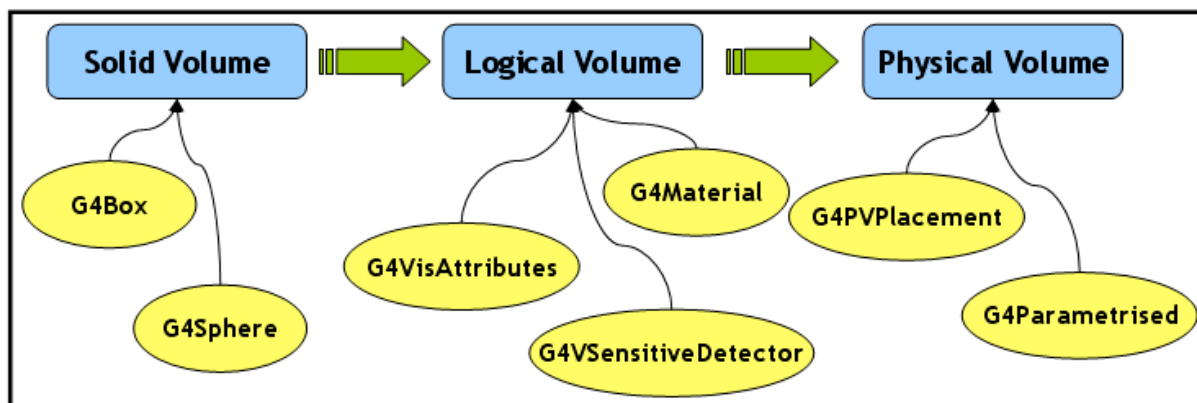 Solid Volume
Logical Volume
Physical Volume
G4Box
G4Material
G4PVPlacement
G4VisAttributes
G4Sphere
G4Parametrised
G4VSensitiveDetector